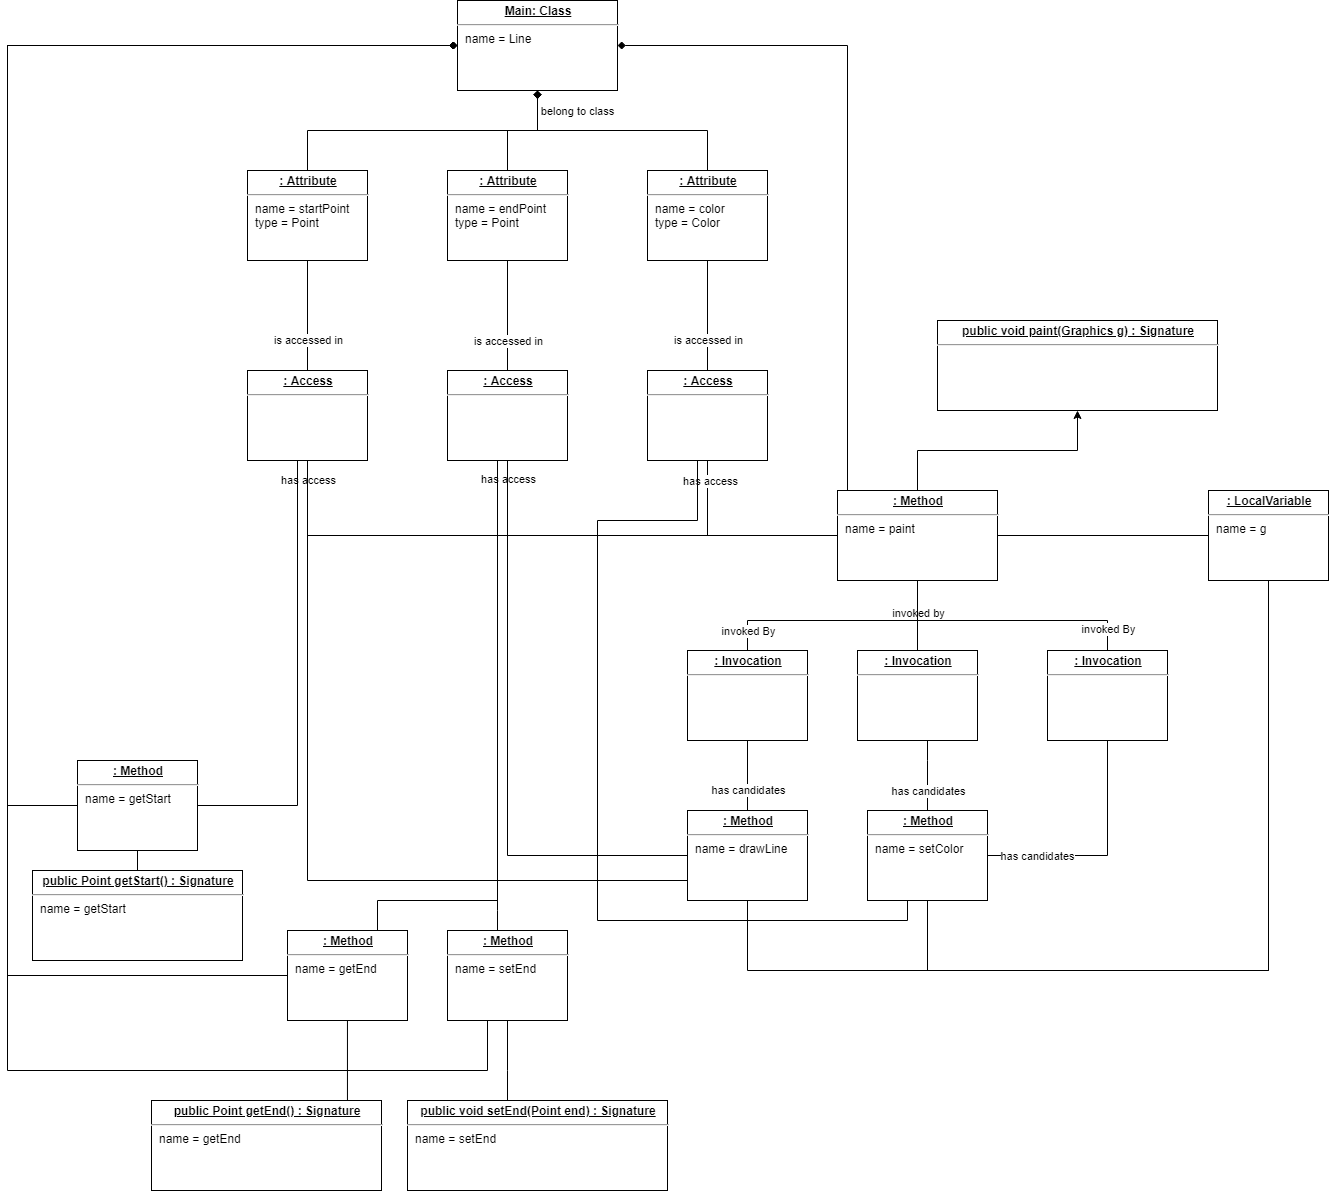 Main: Class
name = Line
belong to class
: Attribute
name = startPoint
type = Point
: Attribute
name = endPoint
type = Point
: Attribute
name = color
type = Color
is accessed in
is accessed in
is accessed in
public void paint(Graphics g) : Signature
: Access
: Access
: Access
has access
has access
has access
: Method
name = paint
: LocalVariable
name = g
invoked by
invoked By
invoked By
: Invocation
: Invocation
: Invocation
: Method
name = getStart
has candidates
has candidates
: Method
name = drawLine
: Method
name = setColor
has candidates
public Point getStart() : Signature
name = getStart
: Method
name = getEnd
: Method
name = setEnd
public Point getEnd() : Signature
name = getEnd
public void setEnd(Point end) : Signature
name = setEnd